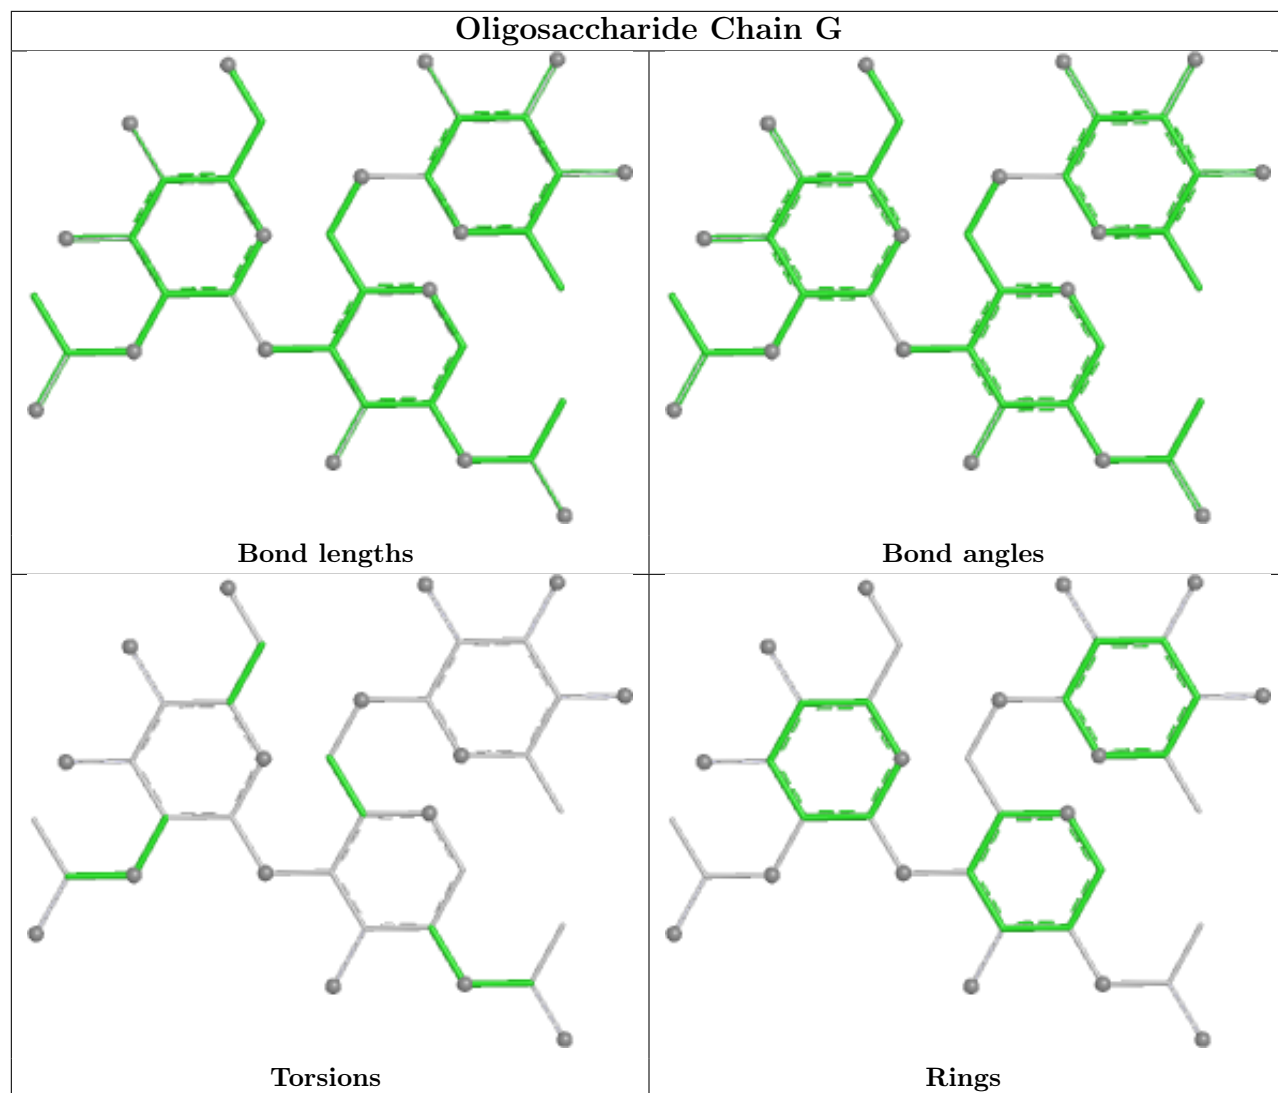 Oligosaccharide Chain G
Bond lengths
Bond angles
Torsions
Rings